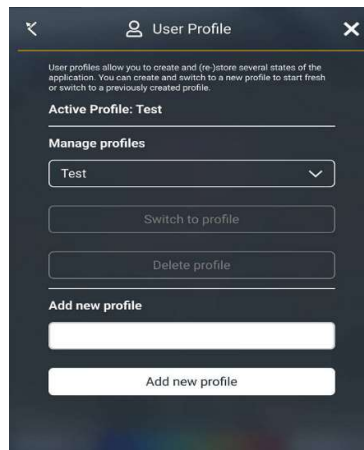 User Profile
User profiles allow you to create and (re-)store several states of the
application. You can create and switch to a new profile to start fresh
or switch to a previously created profile.
Active Profile: Test
Manage profiles
Test
Switch to profile
Delete profile
Add new profile
Add new profile